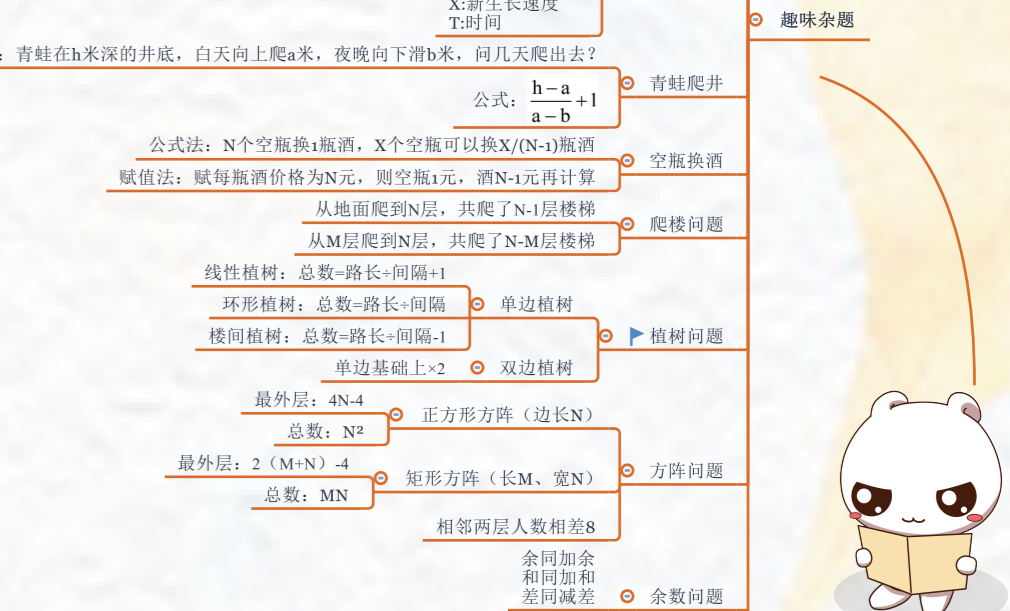 X:新生长速度
T:时间
趣味杂题
：青蛙在h米深的井底，白天向上爬a米，夜晚向下滑b米，问几天爬出去？
公式：(h−a)/(a−b)+1
青蛙爬井
公式法：N个空瓶换1瓶酒，X个空瓶可以换X/(N-1)瓶酒
赋值法：赋每瓶酒价格为N元，则空瓶1元，酒N-1元再计算
空瓶换酒
从地面爬到N层，共爬了N-1层楼梯
从M层爬到N层，共爬了N-M层楼梯
爬楼问题
线性植树：总数=路长÷间隔+1
环形植树：总数=路长÷间隔
楼间植树：总数=路长÷间隔-1
单边植树
单边基础上×2
双边植树
植树问题
最外层：4N-4
总数：N²
正方形方阵（边长N）
最外层：2（M+N）-4
总数：MN
矩形方阵（长M、宽N）
相邻两层人数相差8
方阵问题
余同加余
和同加和
差同减差
余数问题